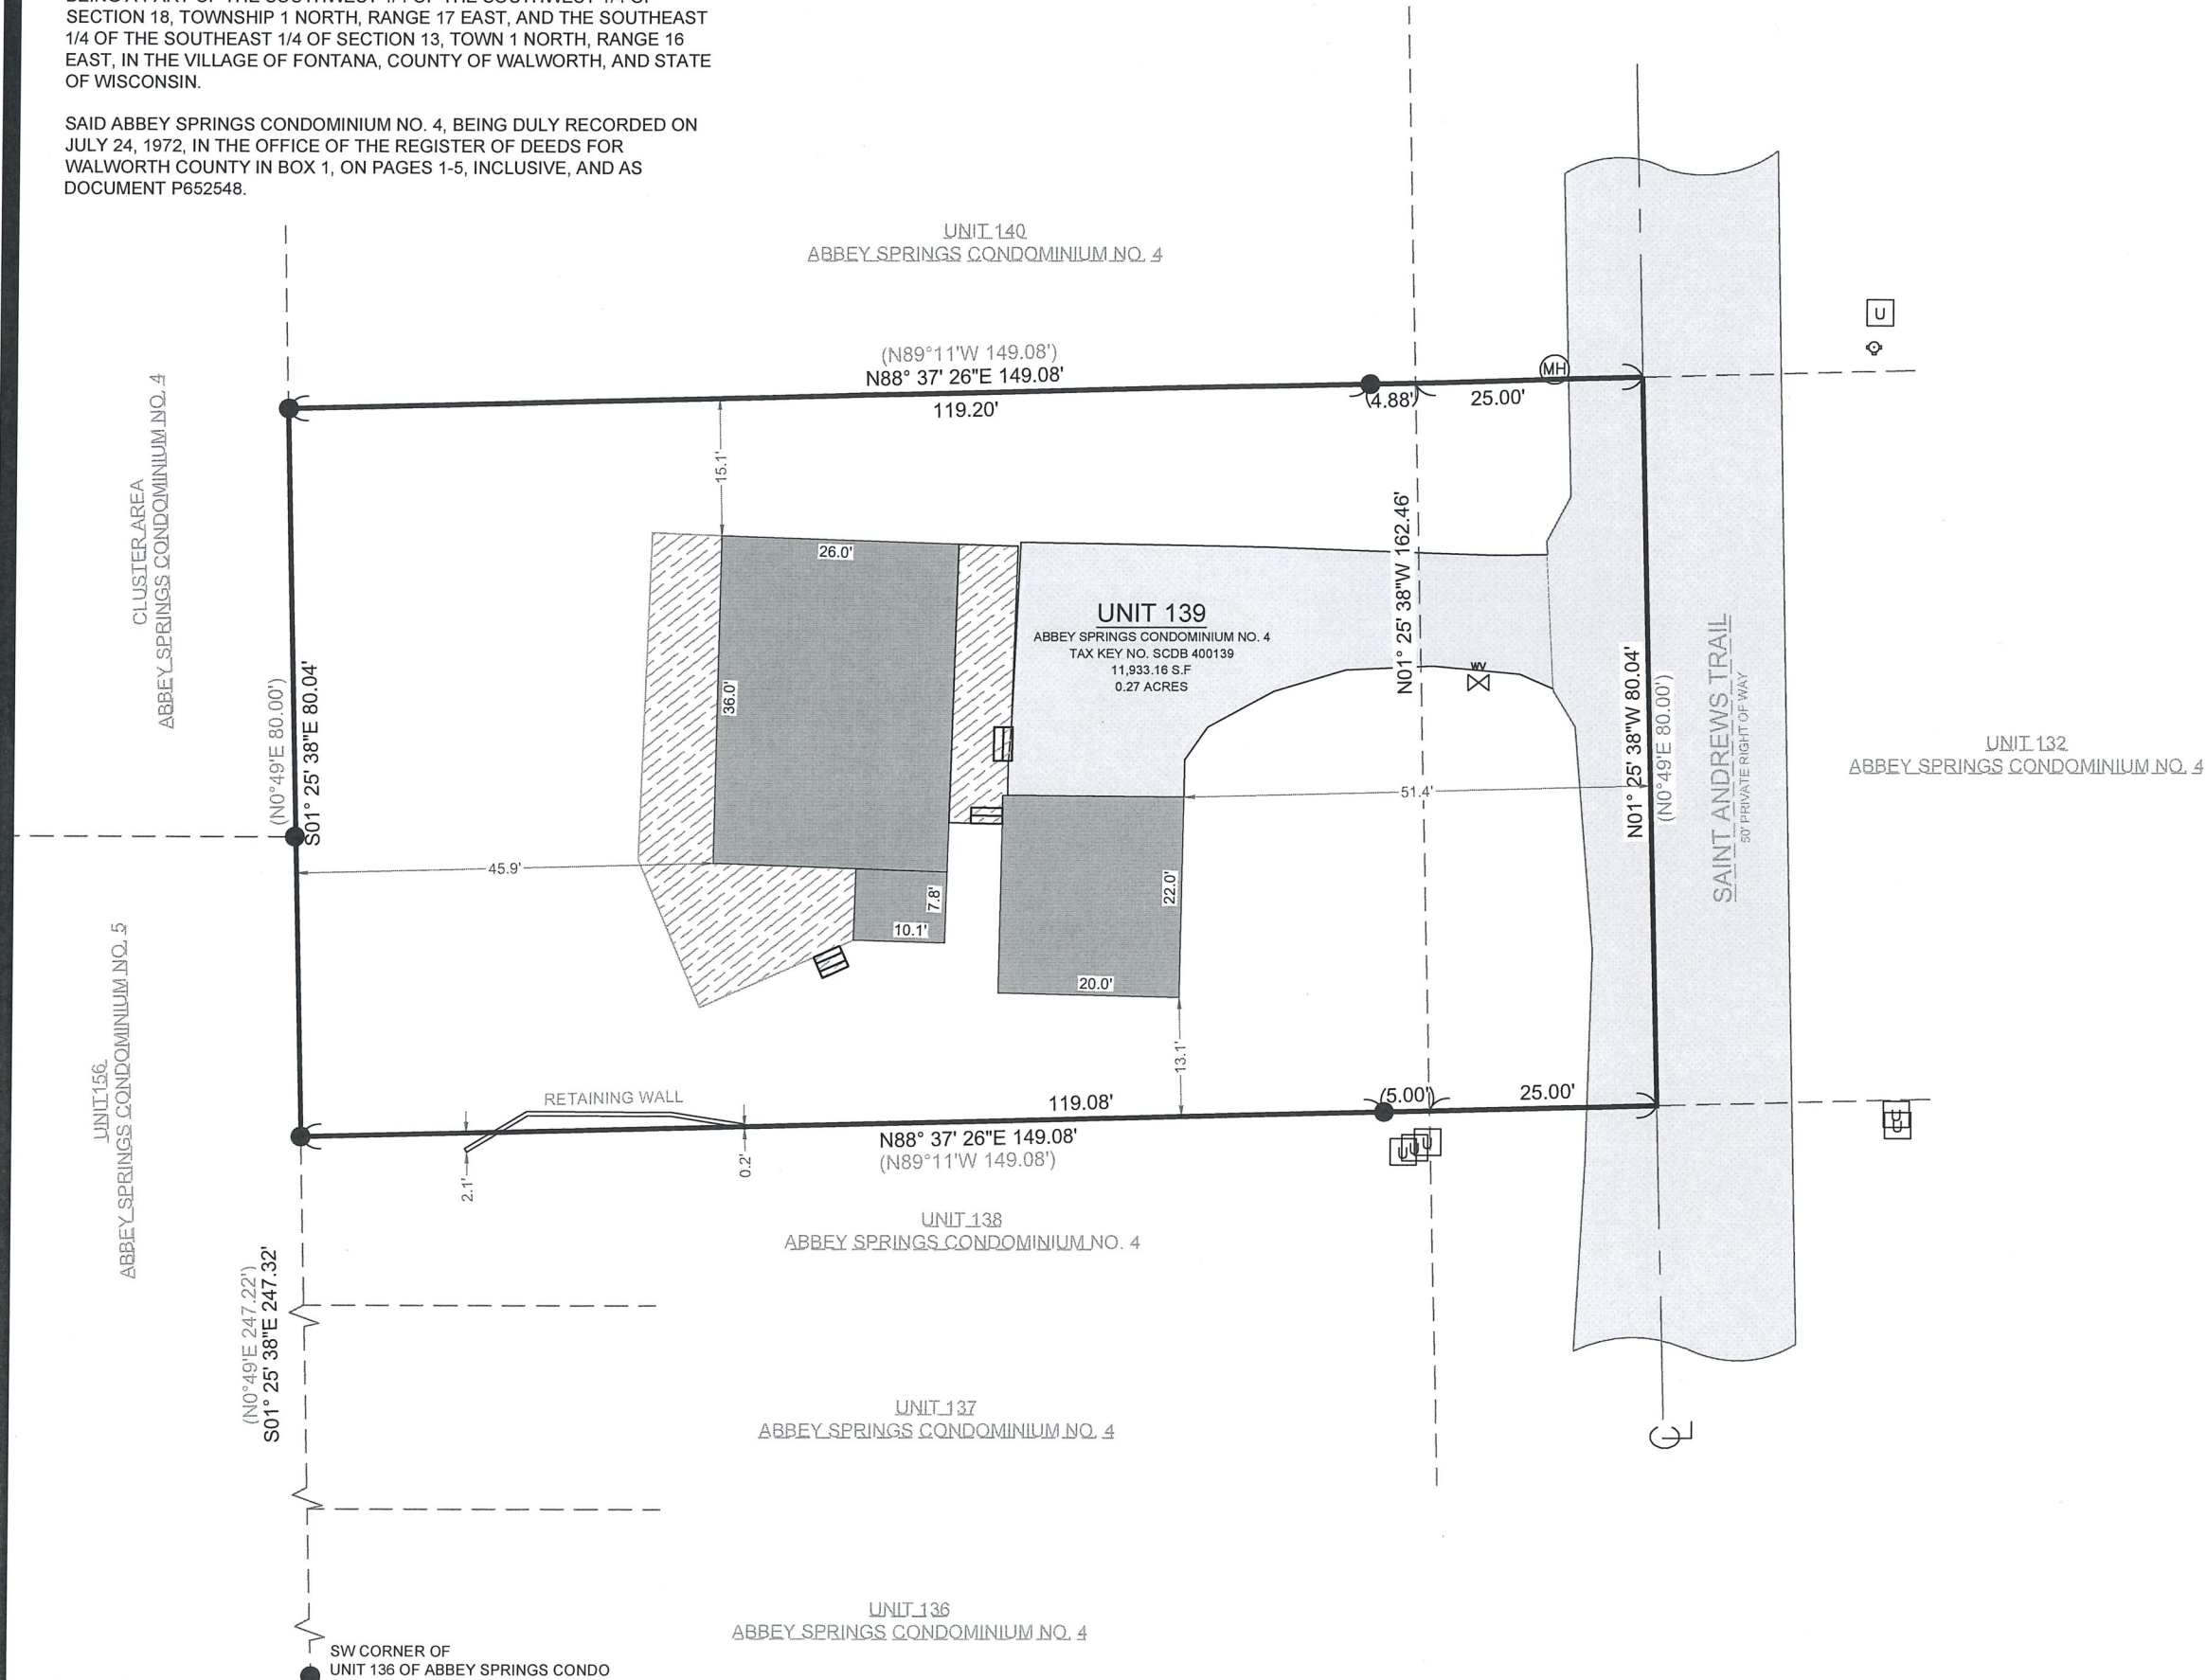 SECTION 18, TOWNSHIP 1 NORTH, RANGE 17 EAST, AND THE SOUTHEAST
1/4 OF THE SOUTHEAST 1/4 OF SECTION 13, TOWN 1 NORTH, RANGE 16
EAST, IN THE VILLAGE OF FONTANA, COUNTY OF WALWORTH, AND STATE
OF WISCONSIN.
SAID ABBEY SPRINGS CONDOMINIUM NO. 4, BEING DULY RECORDED ON
JULY 24, 1972, IN THE OFFICE OF THE REGISTER OF DEEDS FOR
WALWORTH COUNTY IN BOX 1, ON PAGES 1-5, INCLUSIVE, AND AS
DOCUMENT P652548.
UNIT 140
ABBEY SPRINGS CONDOMINIUM NO. 4
U
(N89°11'W 149.08')
N88° 37' 26"E 149.08'
119.20'
(4.88')
25.00'
MH
CLUSTER AREA
ABBEY SPRINGS CONDOMINIUM NO. 4
15.1'
26.0'
36.0'
UNIT 139
ABBEY SPRINGS CONDOMINIUM NO. 4
TAX KEY NO. SCDB 400139
11,933.16 S.F
0.27 ACRES
N01° 25' 38"W 162.46'
WV
N01° 25' 38"W 80.04'
(N0°49'E 80.00')
SAINT ANDREWS TRAIL
50' PRIVATE RIGHT OF WAY
UNIT 132
ABBEY SPRINGS CONDOMINIUM NO. 4
(N0°49'E 80.00')
S01° 25' 38"E 80.04'
51.4'
45.9'
7.8'
10.1'
22.0'
20.0'
13.1'
UNIT 156
ABBEY SPRINGS CONDOMINIUM NO. 5
RETAINING WALL
119.08'
(5.00')
25.00'
N88° 37' 26"E 149.08'
(N89°11'W 149.08')
2.1'
0.2'
U
U
U
U
U
UNIT 138
ABBEY SPRINGS CONDOMINIUM NO. 4
(N0°49'E 247.22')
S01° 25' 38"E 247.32'
UNIT 137
ABBEY SPRINGS CONDOMINIUM NO. 4
CL
UNIT 136
ABBEY SPRINGS CONDOMINIUM NO. 4
SW CORNER OF
UNIT 136 OF ABBEY SPRINGS CONDO